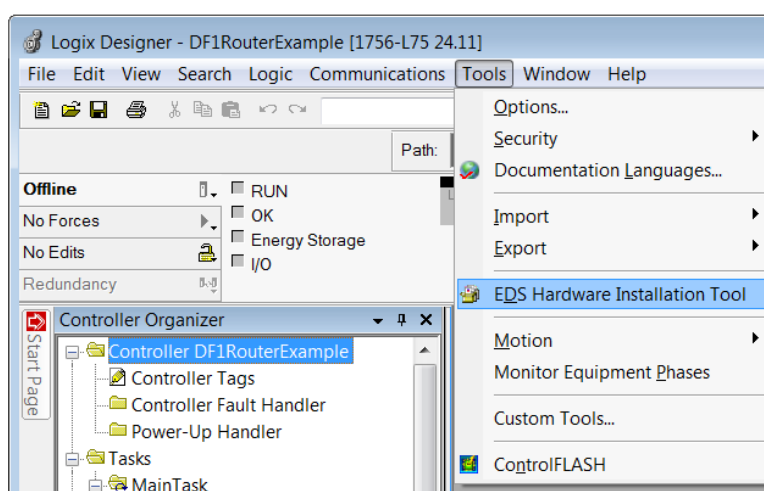 Logix Designer - DF1RouterExample [1756-L75 24.11]
File Edit View Search Logic Communications Tools Window Help
Path:
Offline
No Forces
No Edits
Redundancy
RUN
OK
Energy Storage
I/O
Start Page
Controller Organizer
Controller DF1RouterExample
Controller Tags
Controller Fault Handler
Power-Up Handler
Tasks
MainTask
Options...
Security
Documentation Languages...
Import
Export
EDS Hardware Installation Tool
Motion
Monitor Equipment Phases
Custom Tools...
ControlFLASH